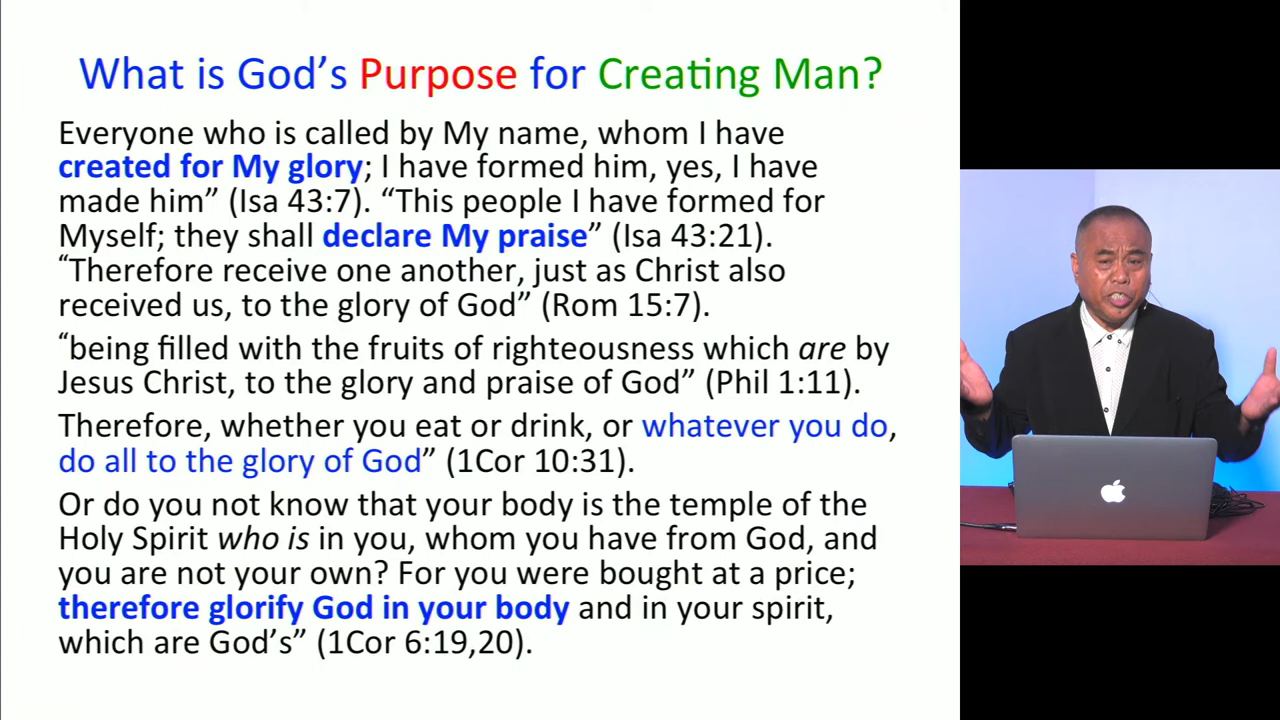 What is God’s Purpose for Creating Man?
Everyone who is called by My name, whom I have
created for My glory; I have formed him, yes, I have
made him” (Isa 43:7). “This people I have formed for
Myself; they shall declare My praise” (Isa 43:21).
“Therefore receive one another, just as Christ also
received us, to the glory of God” (Rom 15:7).
“being filled with the fruits of righteousness which are by
Jesus Christ, to the glory and praise of God” (Phil 1:11).
Therefore, whether you eat or drink, or whatever you do,
do all to the glory of God” (1Cor 10:31).
Or do you not know that your body is the temple of the
Holy Spirit who is in you, whom you have from God, and
you are not your own? For you were bought at a price;
therefore glorify God in your body and in your spirit,
which are God’s” (1Cor 6:19,20).